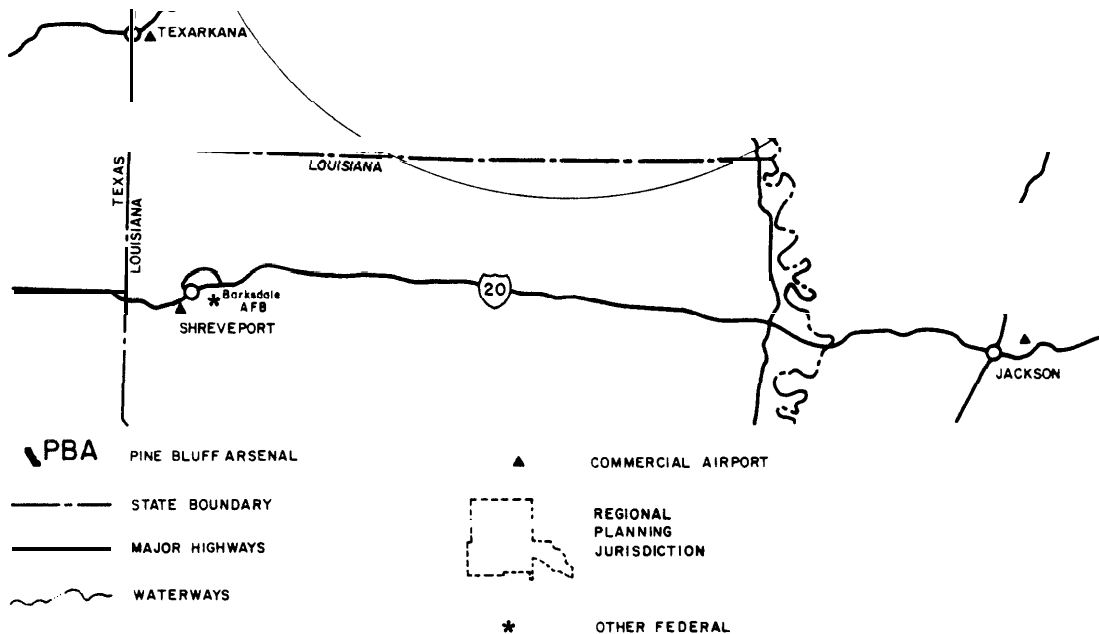 TEXARKANA
LOUISIANA
TEXAS
LOUISIANA
20
Barksdale
AFB
SHREVEPORT
JACKSON
PBA PINE BLUFF ARSENAL
COMMERCIAL AIRPORT
STATE BOUNDARY
REGIONAL
PLANNING
JURISDICTION
MAJOR HIGHWAYS
WATERWAYS
OTHER FEDERAL